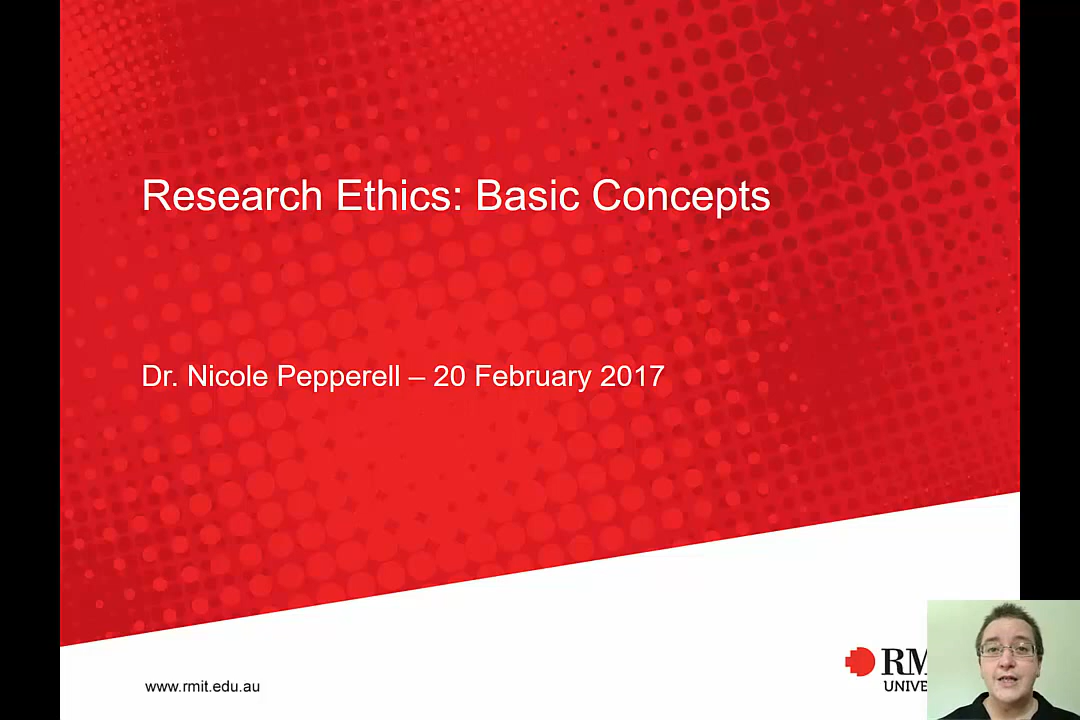 Research Ethics: Basic Concepts
Dr. Nicole Pepperell – 20 February 2017
www.rmit.edu.au